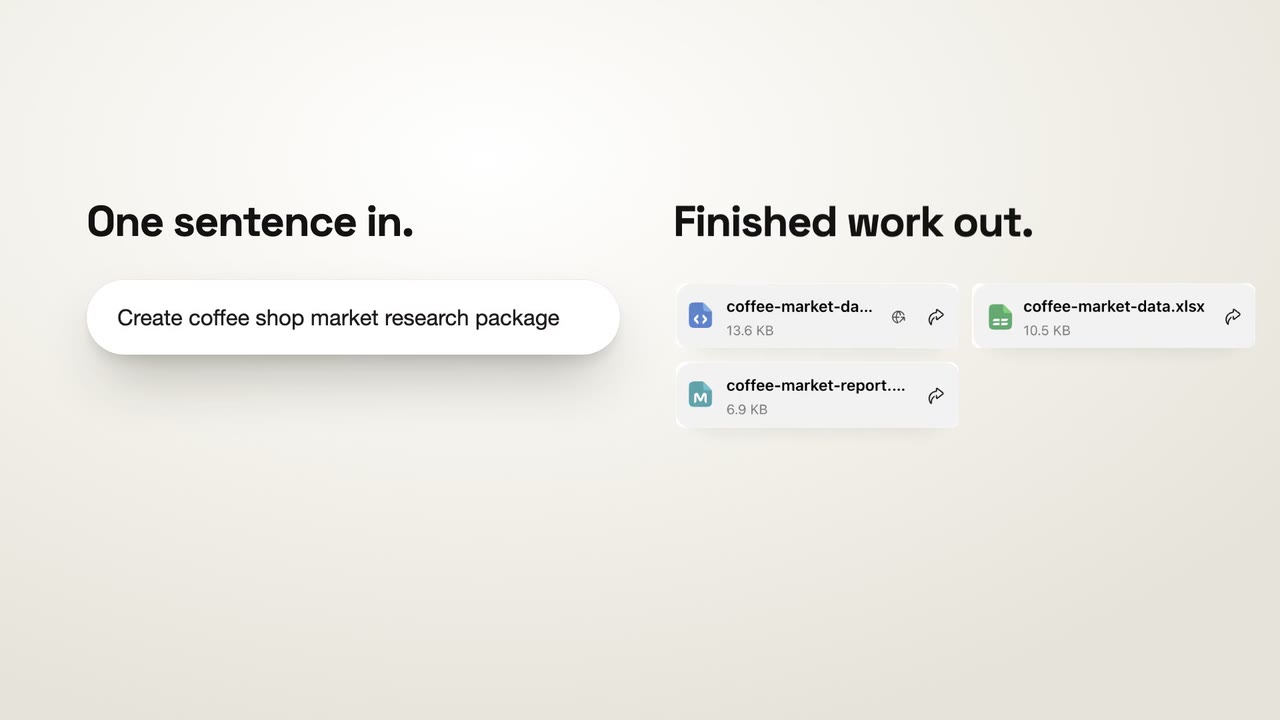 One sentence in.
Create coffee shop market research package
Finished work out.
coffee-market-da...
13.6 KB
coffee-market-data.xlsx
10.5 KB
M
coffee-market-report....
6.9 KB